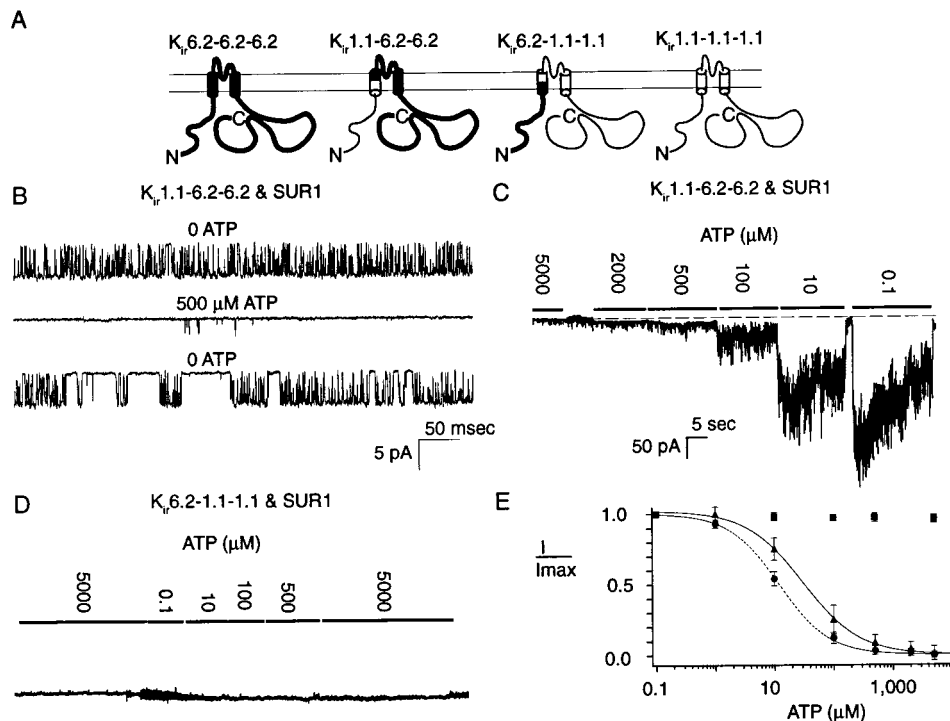 A
Kir6.2-6.2-6.2 Kir1.1-6.2-6.2 Kir6.2-1.1-1.1 Kir1.1-1.1-1.1
C C C C
N N N N
B
Kir1.1-6.2-6.2 & SUR1
0 ATP
500 µM ATP
0 ATP
50 msec
5 pA
C
Kir1.1-6.2-6.2 & SUR1
ATP (µM)
5000 2000 500 100 10 0.1
5 sec
50 pA
D
Kir6.2-1.1-1.1 & SUR1
ATP (µM)
5000 0.1 10 100 500 5000
E
1.0
I
Imax
0.5
0.0
0.1 10 1,000
ATP (µM)